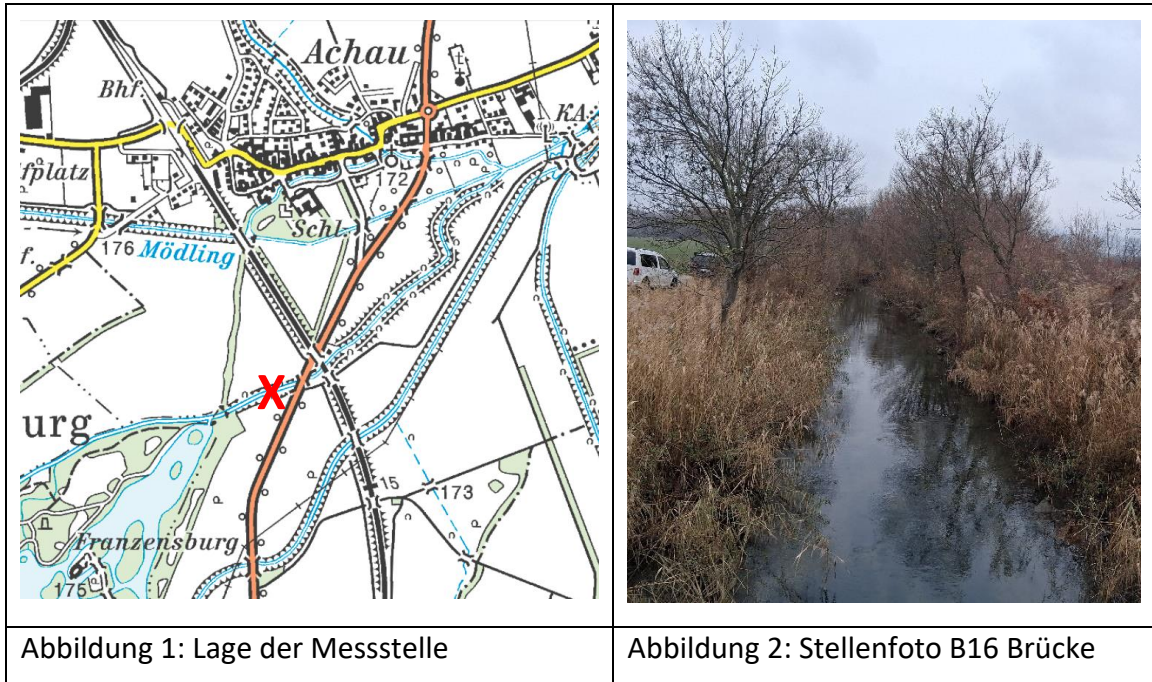 Achau
Bhf.
KA.
fplatz
172
Schl.
176
Mödling
f.
X
urg
15
173
Franzensburg
175
Abbildung 1: Lage der Messstelle
Abbildung 2: Stellenfoto B16 Brücke